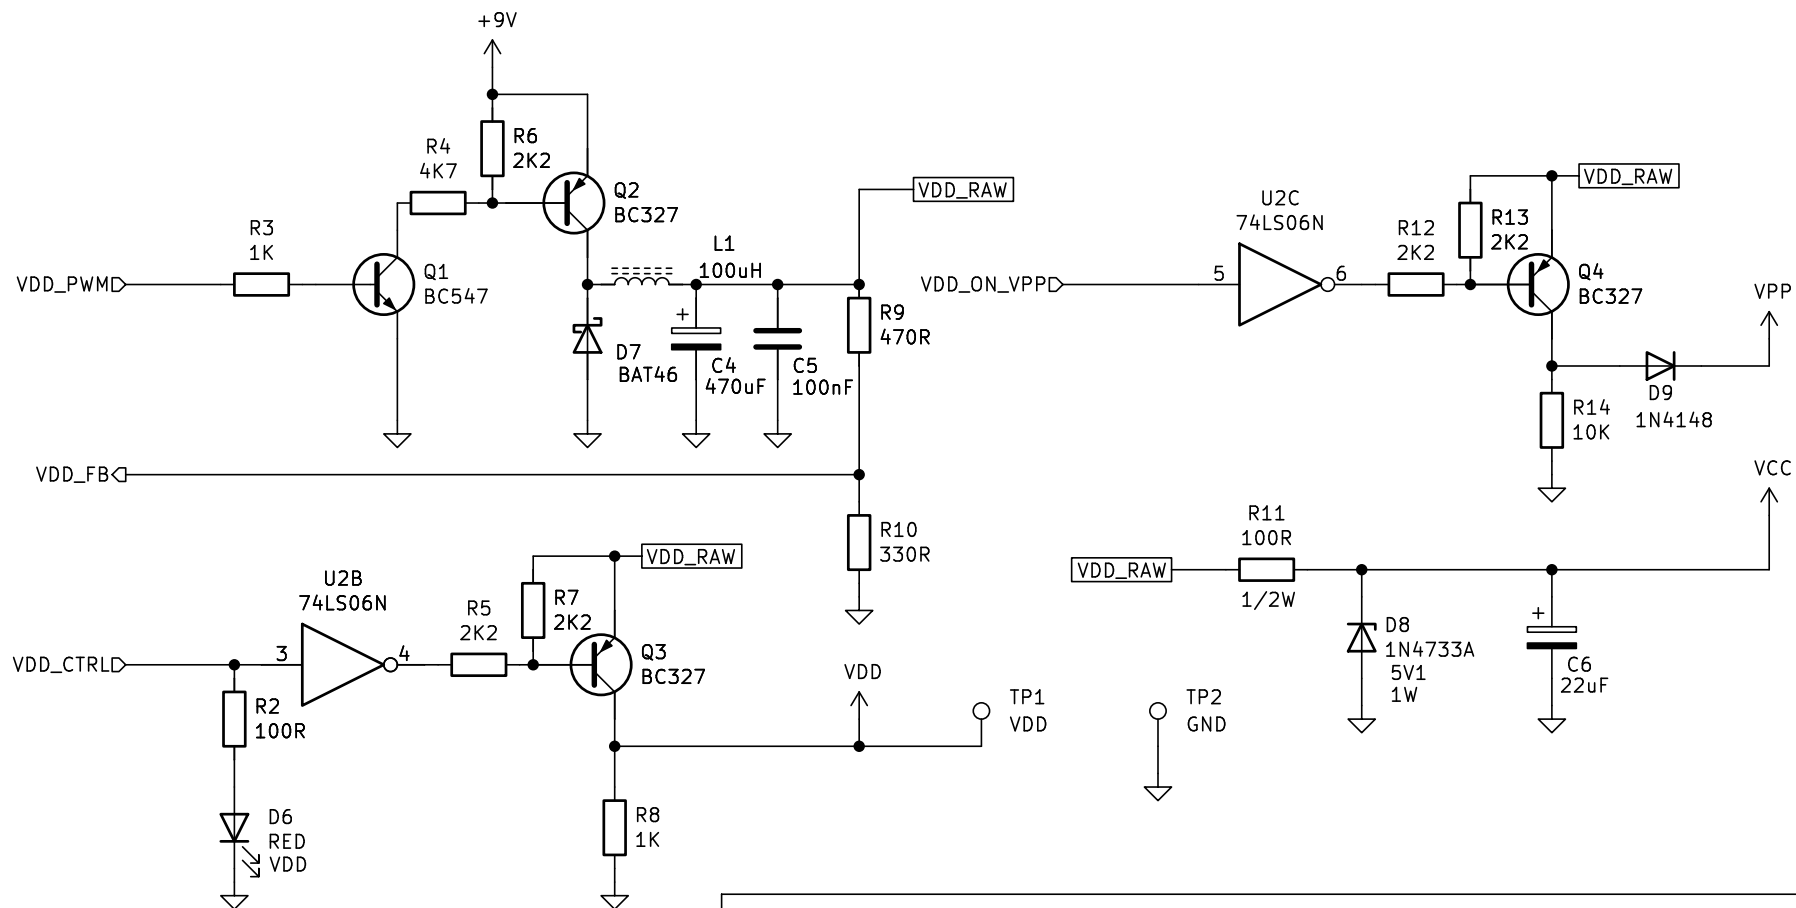 +9V
R6
2K2
R4
4K7
Q2
BC327
VDD_RAW
R3
1K
L1
100uH
VDD_PWM
Q1
BC547
+
D7
BAT46
C4
470uF
C5
100nF
R9
470R
VDD_FB
R10
330R
VDD_ON_VPP
5
U2C
74LS06N
6
R12
2K2
R13
2K2
VDD_RAW
Q4
BC327
VPP
D9
1N4148
R14
10K
VCC
R11
100R
VDD_RAW
1/2W
D8
1N4733A
5V1
1W
+
C6
22uF
VDD_RAW
U2B
74LS06N
R5
2K2
R7
2K2
VDD_CTRL
3
4
Q3
BC327
R2
100R
VDD
TP1
VDD
TP2
GND
D6
RED
VDD
R8
1K